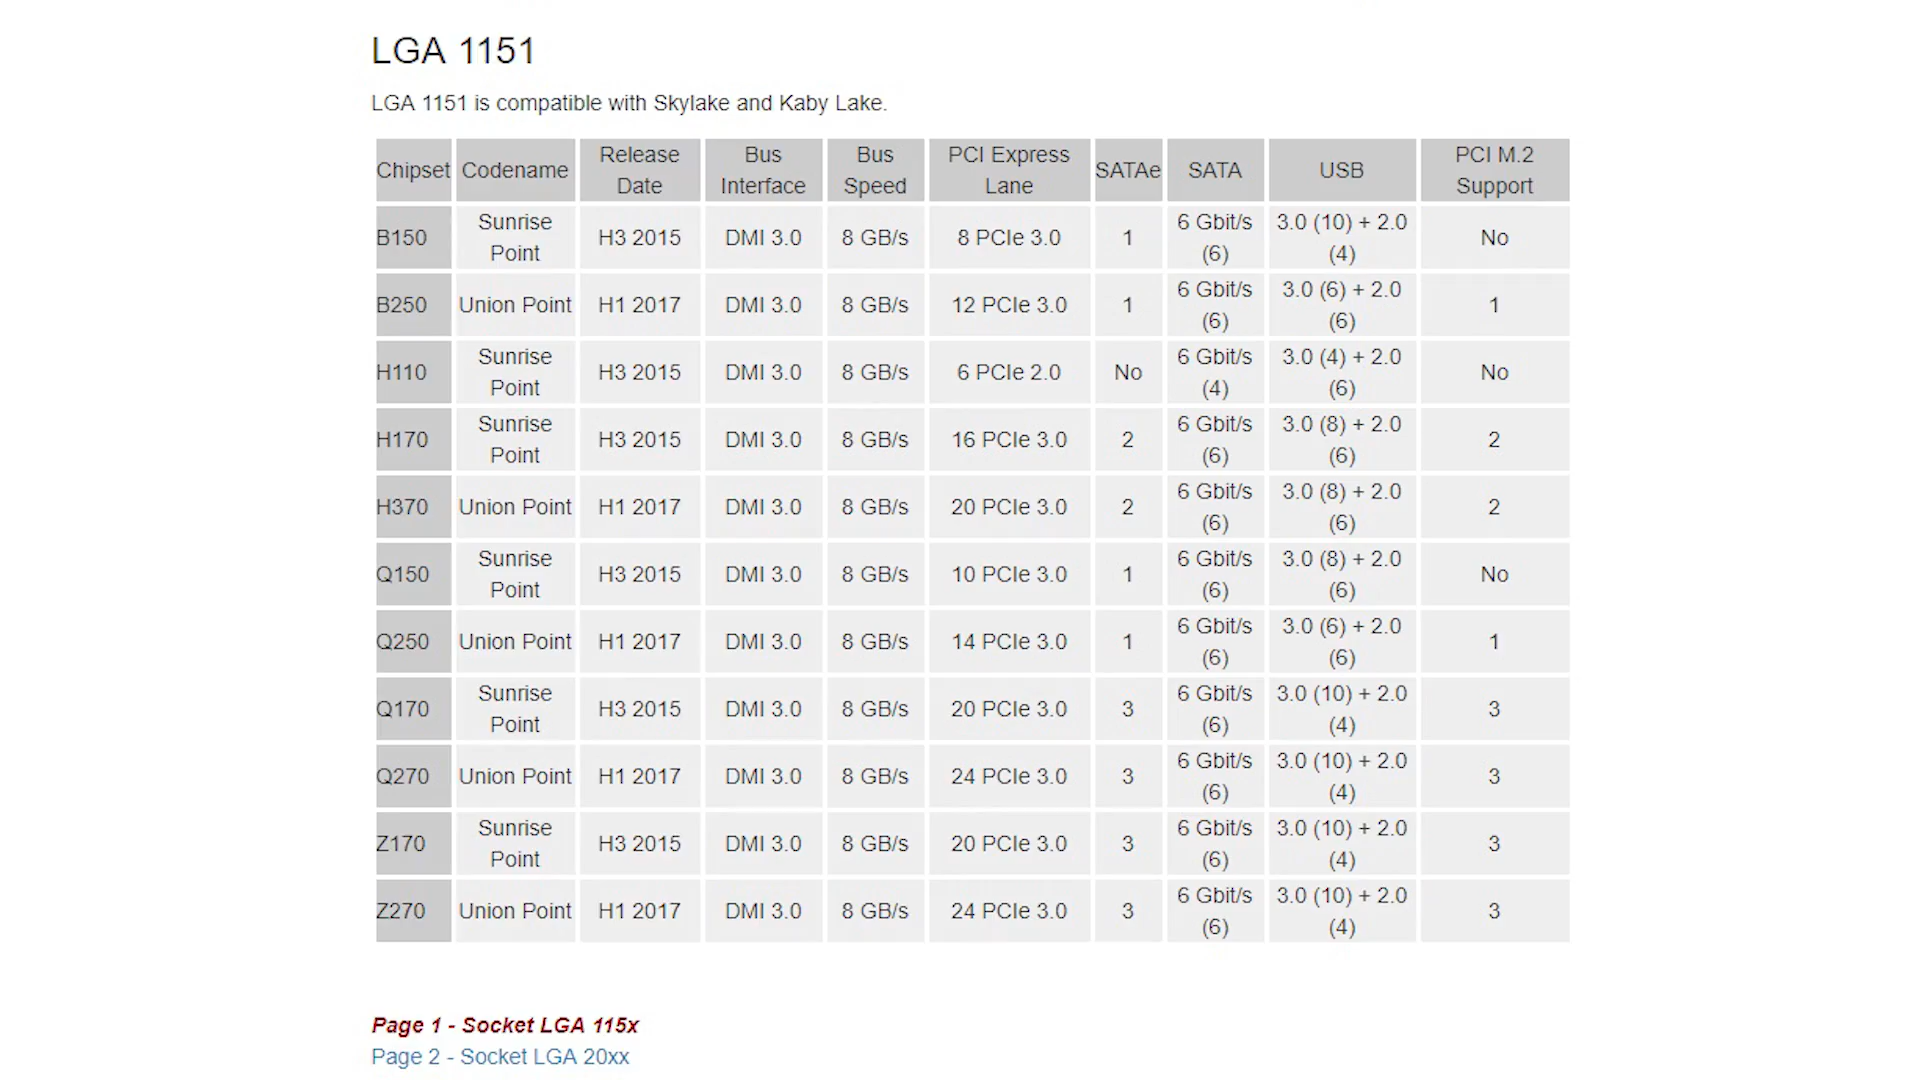 LGA 1151
LGA 1151 is compatible with Skylake and Kaby Lake.
Chipset Codename Release Date Bus Interface Bus Speed PCI Express Lane SATAe SATA USB PCI M.2 Support
B150 Sunrise Point H3 2015 DMI 3.0 8 GB/s 8 PCIe 3.0 1 6 Gbit/s (6) 3.0 (10) + 2.0 (4) No
B250 Union Point H1 2017 DMI 3.0 8 GB/s 12 PCIe 3.0 1 6 Gbit/s (6) 3.0 (6) + 2.0 (6) 1
H110 Sunrise Point H3 2015 DMI 3.0 8 GB/s 6 PCIe 2.0 No 6 Gbit/s (4) 3.0 (4) + 2.0 (6) No
H170 Sunrise Point H3 2015 DMI 3.0 8 GB/s 16 PCIe 3.0 2 6 Gbit/s (6) 3.0 (8) + 2.0 (6) 2
H370 Union Point H1 2017 DMI 3.0 8 GB/s 20 PCIe 3.0 2 6 Gbit/s (6) 3.0 (8) + 2.0 (6) 2
Q150 Sunrise Point H3 2015 DMI 3.0 8 GB/s 10 PCIe 3.0 1 6 Gbit/s (6) 3.0 (8) + 2.0 (6) No
Q250 Union Point H1 2017 DMI 3.0 8 GB/s 14 PCIe 3.0 1 6 Gbit/s (6) 3.0 (6) + 2.0 (6) 1
Q170 Sunrise Point H3 2015 DMI 3.0 8 GB/s 20 PCIe 3.0 3 6 Gbit/s (6) 3.0 (10) + 2.0 (4) 3
Q270 Union Point H1 2017 DMI 3.0 8 GB/s 24 PCIe 3.0 3 6 Gbit/s (6) 3.0 (10) + 2.0 (4) 3
Z170 Sunrise Point H3 2015 DMI 3.0 8 GB/s 20 PCIe 3.0 3 6 Gbit/s (6) 3.0 (10) + 2.0 (4) 3
Z270 Union Point H1 2017 DMI 3.0 8 GB/s 24 PCIe 3.0 3 6 Gbit/s (6) 3.0 (10) + 2.0 (4) 3
Page 1 - Socket LGA 115x
Page 2 - Socket LGA 20xx